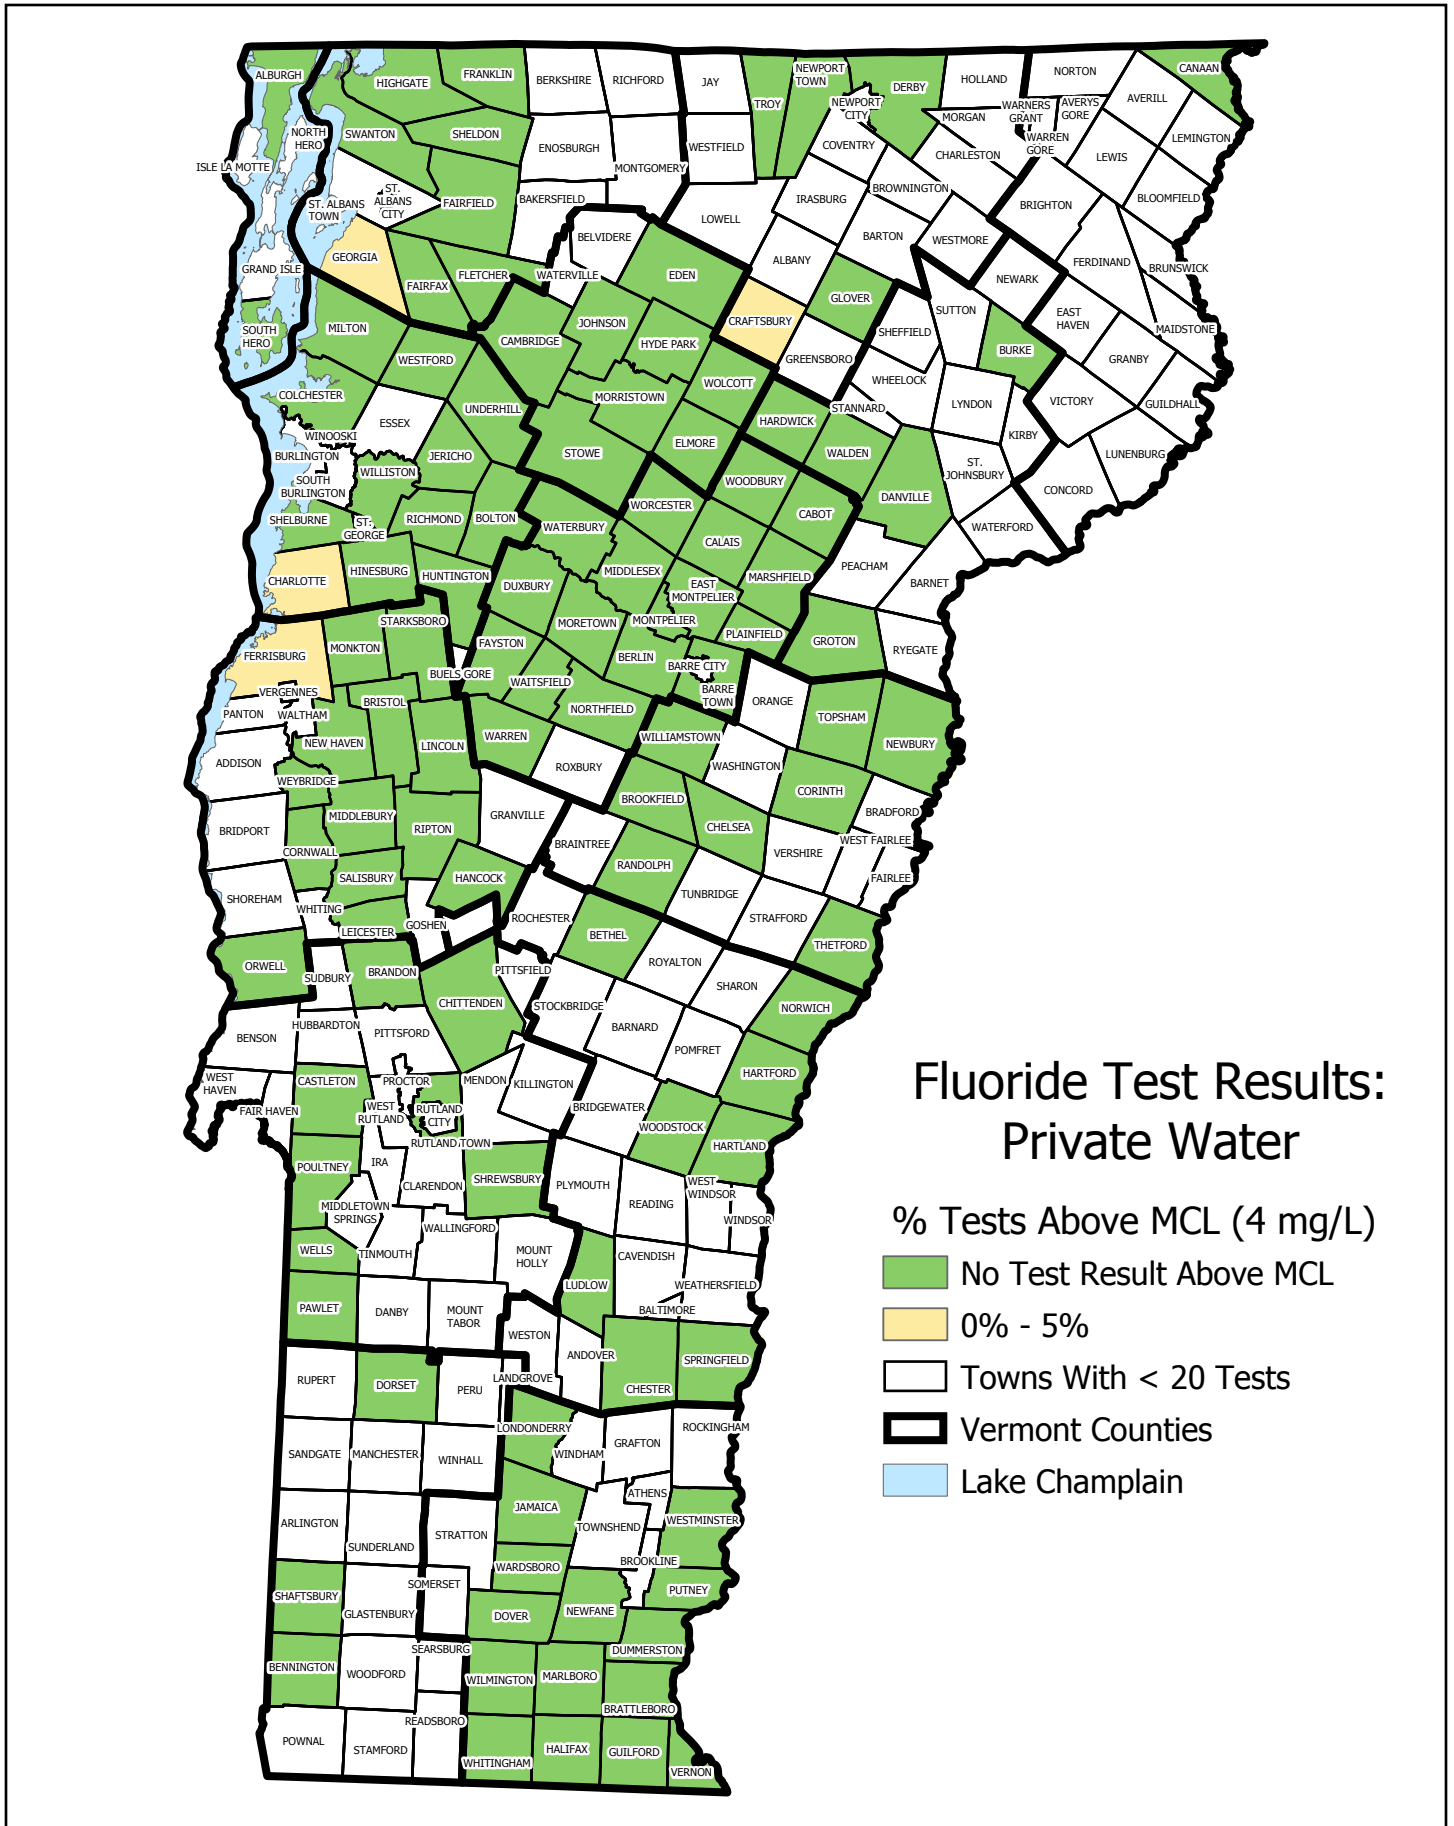 ALBURGH
HIGHGATE
FRANKLIN
BERKSHIRE
RICHFORD
JAY
TROY
NEWPORT
TOWN
DERBY
HOLLAND
NORTON
CANAAN
AVERILL
NEWPORT
CITY
MORGAN
WARNERS
GRANT
AVERYS
GORE
LEMINGTON
NORTH
HERO
SWANTON
SHELDON
ENOSBURGH
WESTFIELD
COVENTRY
CHARLESTON
WARREN
GORE
LEWIS
ISLE LA MOTTE
MONTGOMERY
BROWNINGTON
BLOOMFIELD
ST.
ALBANS
CITY
ST. ALBANS
TOWN
FAIRFIELD
BAKERSFIELD
IRASBURG
BRIGHTON
LOWELL
BARTON
WESTMORE
BELVIDERE
GEORGIA
ALBANY
FERDINAND
BRUNSWICK
GRAND ISLE
FLETCHER
WATERVILLE
EDEN
NEWARK
FAIRFAX
GLOVER
SUTTON
EAST
HAVEN
MAIDSTONE
SOUTH
HERO
MILTON
JOHNSON
CRAFTSBURY
SHEFFIELD
CAMBRIDGE
HYDE PARK
BURKE
WESTFORD
GREENSBORO
GRANBY
WOLCOTT
WHEELOCK
COLCHESTER
MORRISTOWN
UNDERHILL
STANNARD
LYNDON
VICTORY
GUILDHALL
ESSEX
HARDWICK
WINOOSKI
KIRBY
ELMORE
BURLINGTON
JERICHO
STOWE
WALDEN
LUNENBURG
WILLISTON
ST.
JOHNSBURY
SOUTH
BURLINGTON
WOODBURY
CONCORD
DANVILLE
WORCESTER
CABOT
SHELBURNE
ST.
GEORGE
RICHMOND
BOLTON
WATERBURY
WATERFORD
CALAIS
PEACHAM
CHARLOTTE
HINESBURG
HUNTINGTON
DUXBURY
MIDDLESEX
EAST
MONTPELIER
MARSHFIELD
BARNET
STARKSBORO
MORETOWN
MONTPELIER
PLAINFIELD
GROTON
RYEGATE
FERRISBURG
MONKTON
FAYSTON
BERLIN
BARRE CITY
BUELS GORE
WAITSFIELD
VERGENNES
BARRE
TOWN
ORANGE
BRISTOL
PANTON
WALTHAM
NORTHFIELD
TOPSHAM
WARREN
WILLIAMSTOWN
NEW HAVEN
LINCOLN
NEWBURY
ADDISON
ROXBURY
WASHINGTON
WEYBRIDGE
CORINTH
BROOKFIELD
MIDDLEBURY
GRANVILLE
BRADFORD
BRIDPORT
RIPTON
CHELSEA
WEST FAIRLEE
BRAINTREE
VERSHIRE
CORNWALL
RANDOLPH
SALISBURY
HANCOCK
FAIRLEE
SHOREHAM
TUNBRIDGE
WHITING
ROCHESTER
STRAFFORD
GOSHEN
LEICESTER
BETHEL
THETFORD
ORWELL
ROYALTON
SUDBURY
BRANDON
PITTSFIELD
SHARON
CHITTENDEN
STOCKBRIDGE
NORWICH
HUBBARDTON
BARNARD
BENSON
PITTSFORD
POMFRET
HARTFORD
WEST
HAVEN
CASTLETON
PROCTOR
MENDON
KILLINGTON
FAIR HAVEN
WEST
RUTLAND
RUTLAND
CITY
BRIDGEWATER
WOODSTOCK
RUTLAND TOWN
HARTLAND
POULTNEY
IRA
SHREWSBURY
CLARENDON
PLYMOUTH
WEST
WINDSOR
READING
MIDDLETOWN
SPRINGS
WINDSOR
WALLINGFORD
WELLS
TINMOUTH
MOUNT
HOLLY
CAVENDISH
LUDLOW
WEATHERSFIELD
PAWLET
DANBY
MOUNT
TABOR
BALTIMORE
WESTON
ANDOVER
SPRINGFIELD
RUPERT
DORSET
PERU
LANDGROVE
CHESTER
LONDONDERRY
ROCKINGHAM
GRAFTON
SANDGATE
MANCHESTER
WINHALL
WINDHAM
ATHENS
JAMAICA
ARLINGTON
STRATTON
TOWNSHEND
WESTMINSTER
SUNDERLAND
BROOKLINE
WARDSBORO
SOMERSET
PUTNEY
SHAFTSBURY
GLASTENBURY
DOVER
NEWFANE
SEARSBURG
DUMMERSTON
BENNINGTON
WOODFORD
WILMINGTON
MARLBORO
BRATTLEBORO
READSBORO
POWNAL
STAMFORD
WHITINGHAM
HALIFAX
GUILFORD
VERNON
Fluoride Test Results:
Private Water
% Tests Above MCL (4 mg/L)
No Test Result Above MCL
0% - 5%
Towns With < 20 Tests
Vermont Counties
Lake Champlain